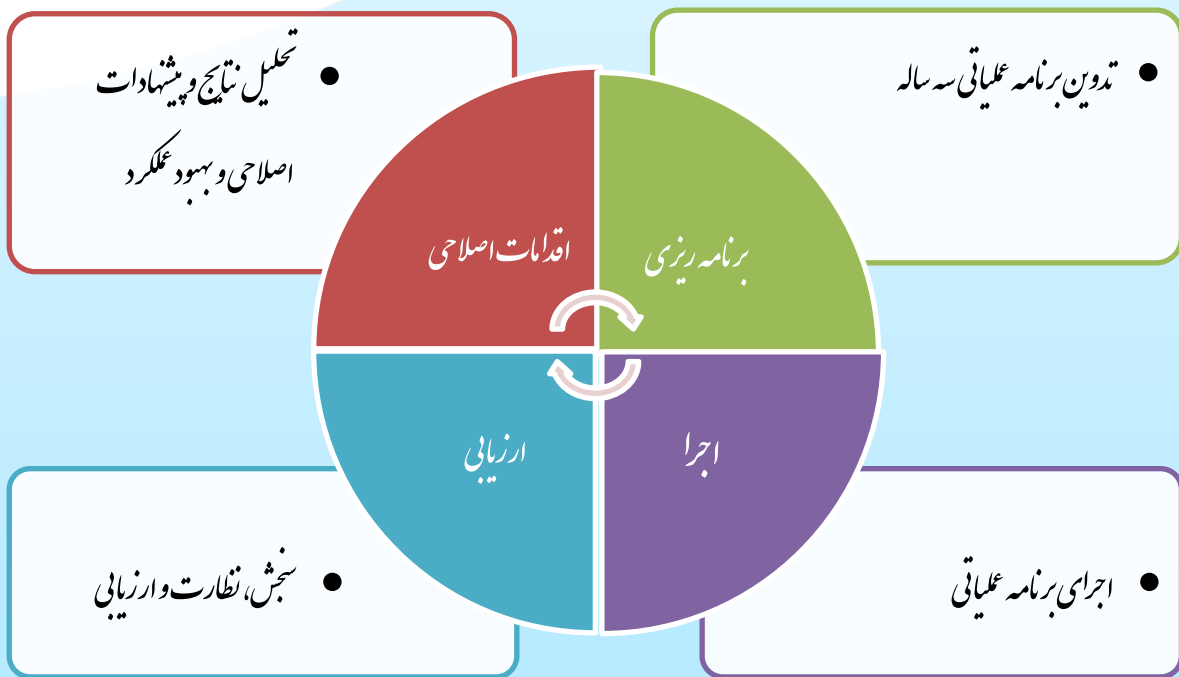 تدوین برنامه عملیاتی سه ساله
تحلیل نتایج و پیشنهادات
اصلاحی و بهبود عملکرد
برنامه ریزی
اقدامات اصلاحی
اجرا
ارزیابی
اجرای برنامه عملیاتی
سنجش، نظارت و ارزیابی